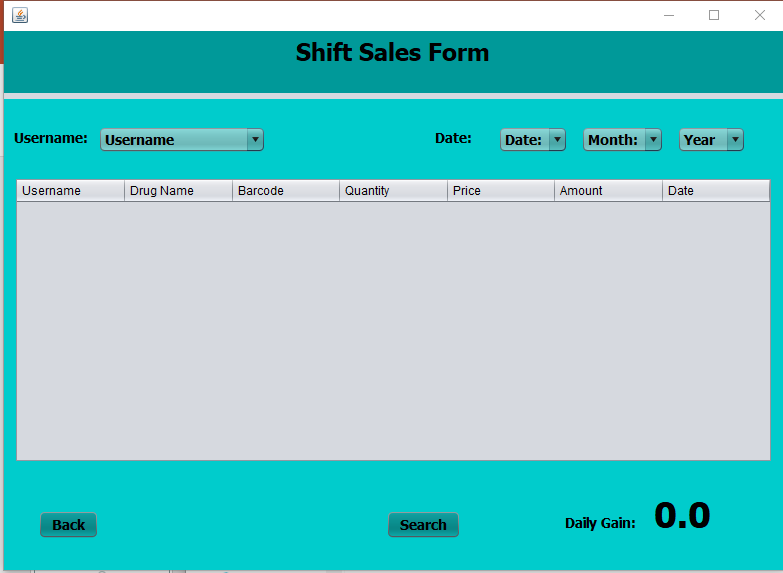 Shift Sales Form
Username: Username Date: Date: Month: Year
Username Drug Name Barcode Quantity Price Amount Date
Back Search Daily Gain: 0.0